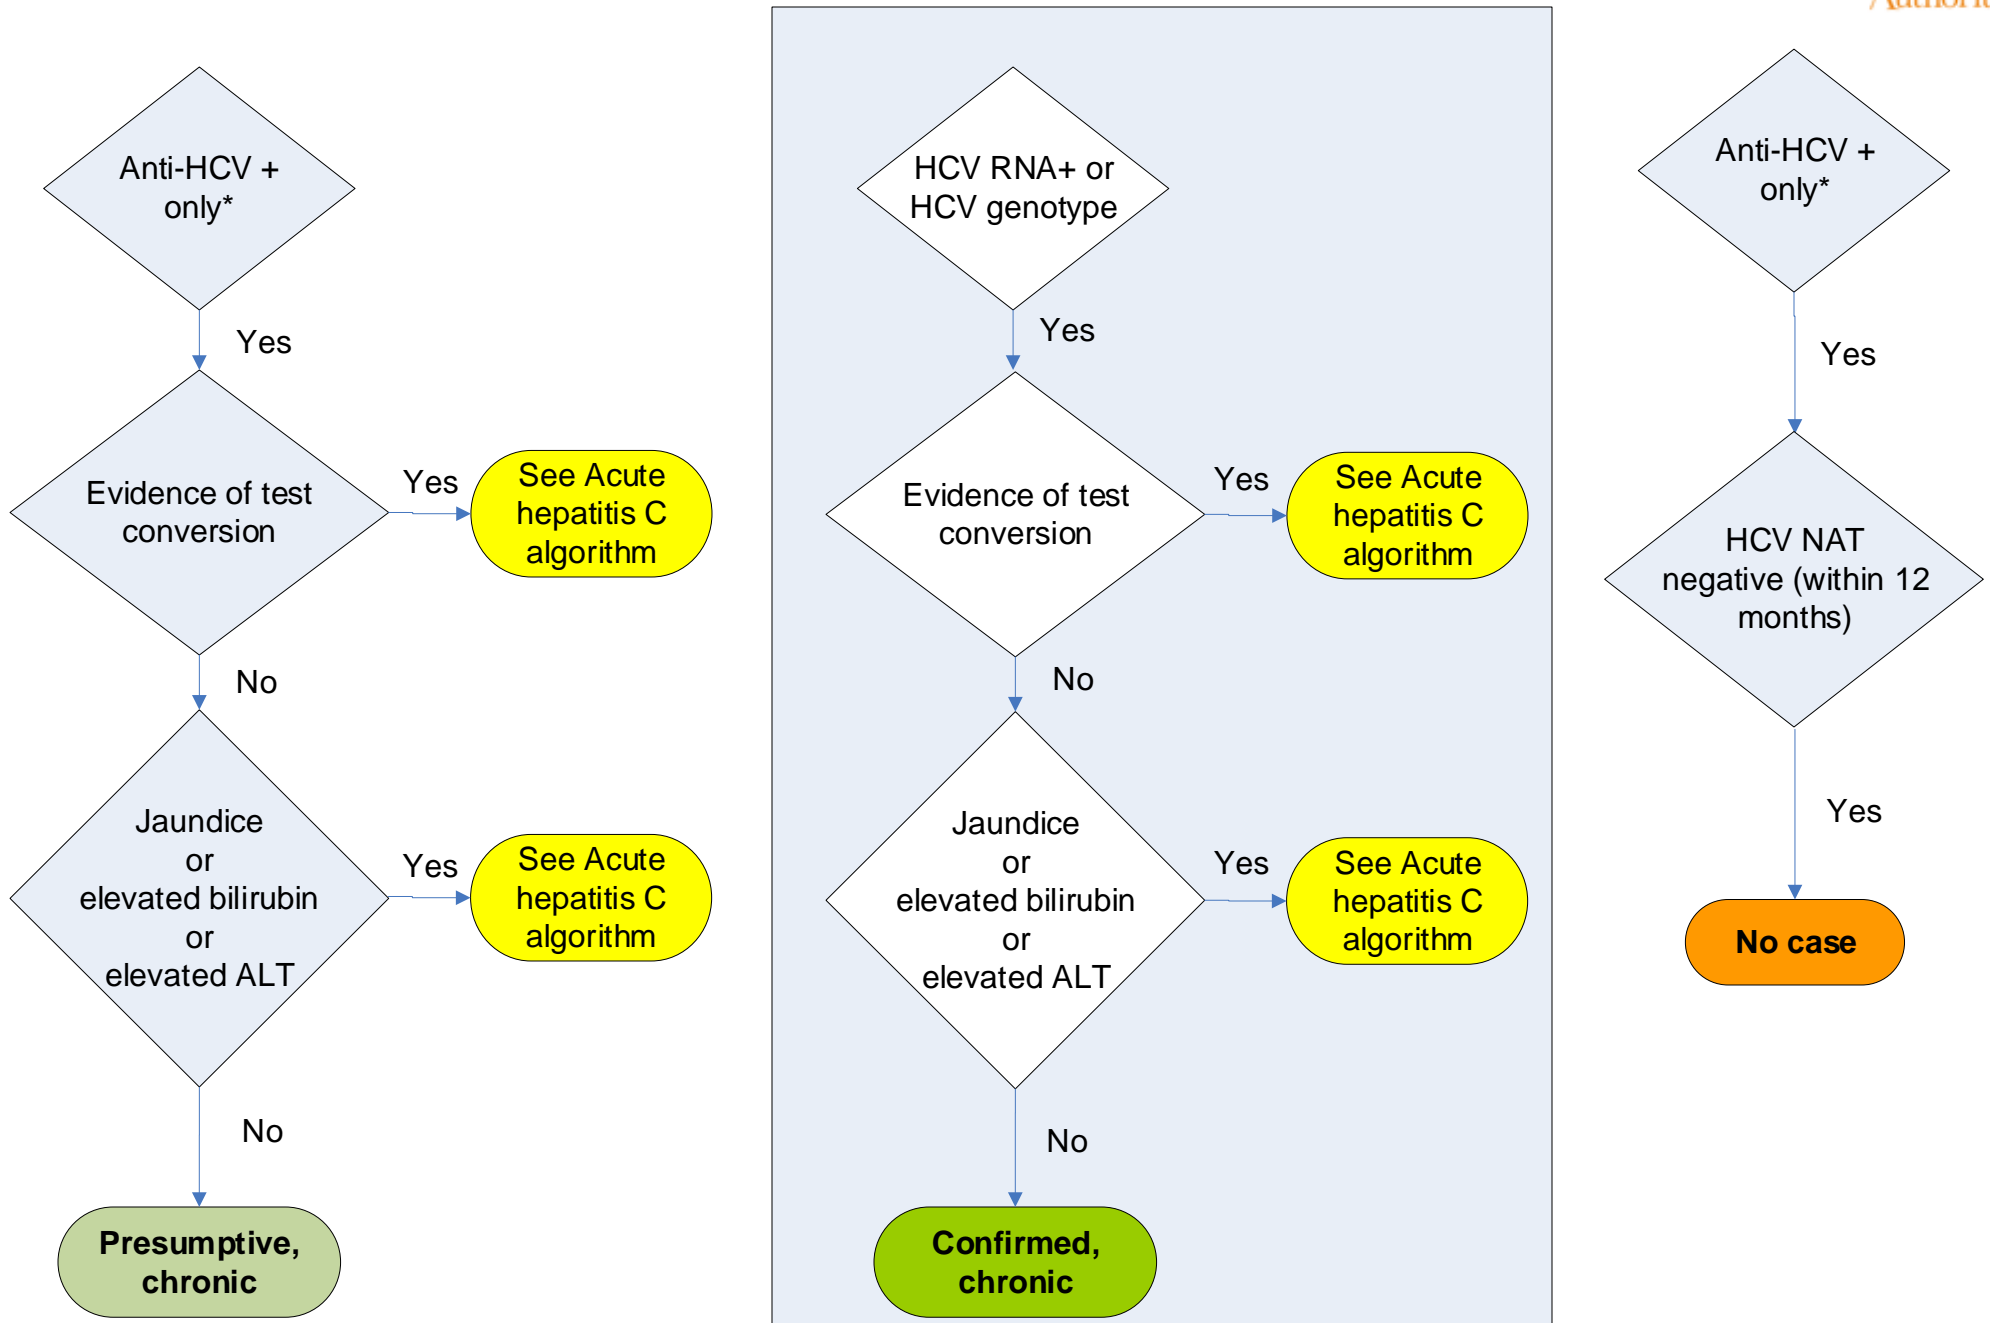 Anti-HCV +
only*
Yes
Evidence of test
conversion
Yes
See Acute
hepatitis C
algorithm
No
Jaundice
or
elevated bilirubin
or
elevated ALT
Yes
See Acute
hepatitis C
algorithm
No
Presumptive,
chronic
HCV RNA+ or
HCV genotype
Yes
Evidence of test
conversion
Yes
See Acute
hepatitis C
algorithm
No
Jaundice
or
elevated bilirubin
or
elevated ALT
Yes
See Acute
hepatitis C
algorithm
No
Confirmed,
chronic
Anti-HCV +
only*
Yes
HCV NAT
negative (within 12
months)
Yes
No case